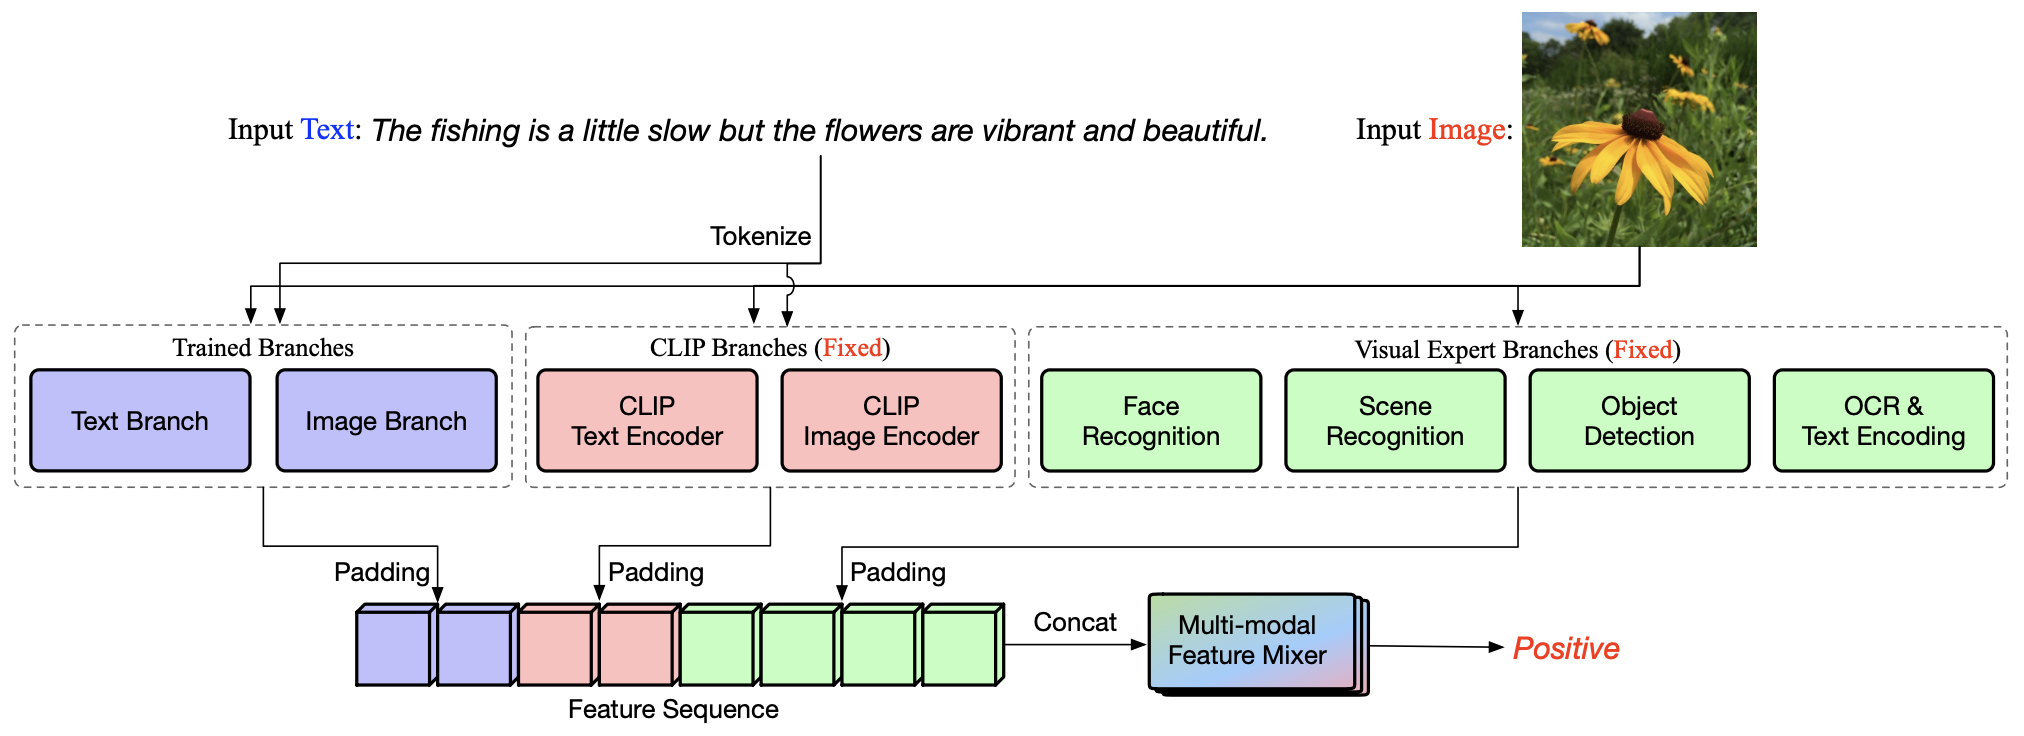 Input Text: The fishing is a little slow but the flowers are vibrant and beautiful.
Input Image:
Tokenize
Trained Branches
Text Branch
Image Branch
CLIP Branches (Fixed)
CLIP
Text Encoder
CLIP
Image Encoder
Visual Expert Branches (Fixed)
Face
Recognition
Scene
Recognition
Object
Detection
OCR &
Text Encoding
Padding
Padding
Padding
Feature Sequence
Concat
Multi-modal
Feature Mixer
Positive